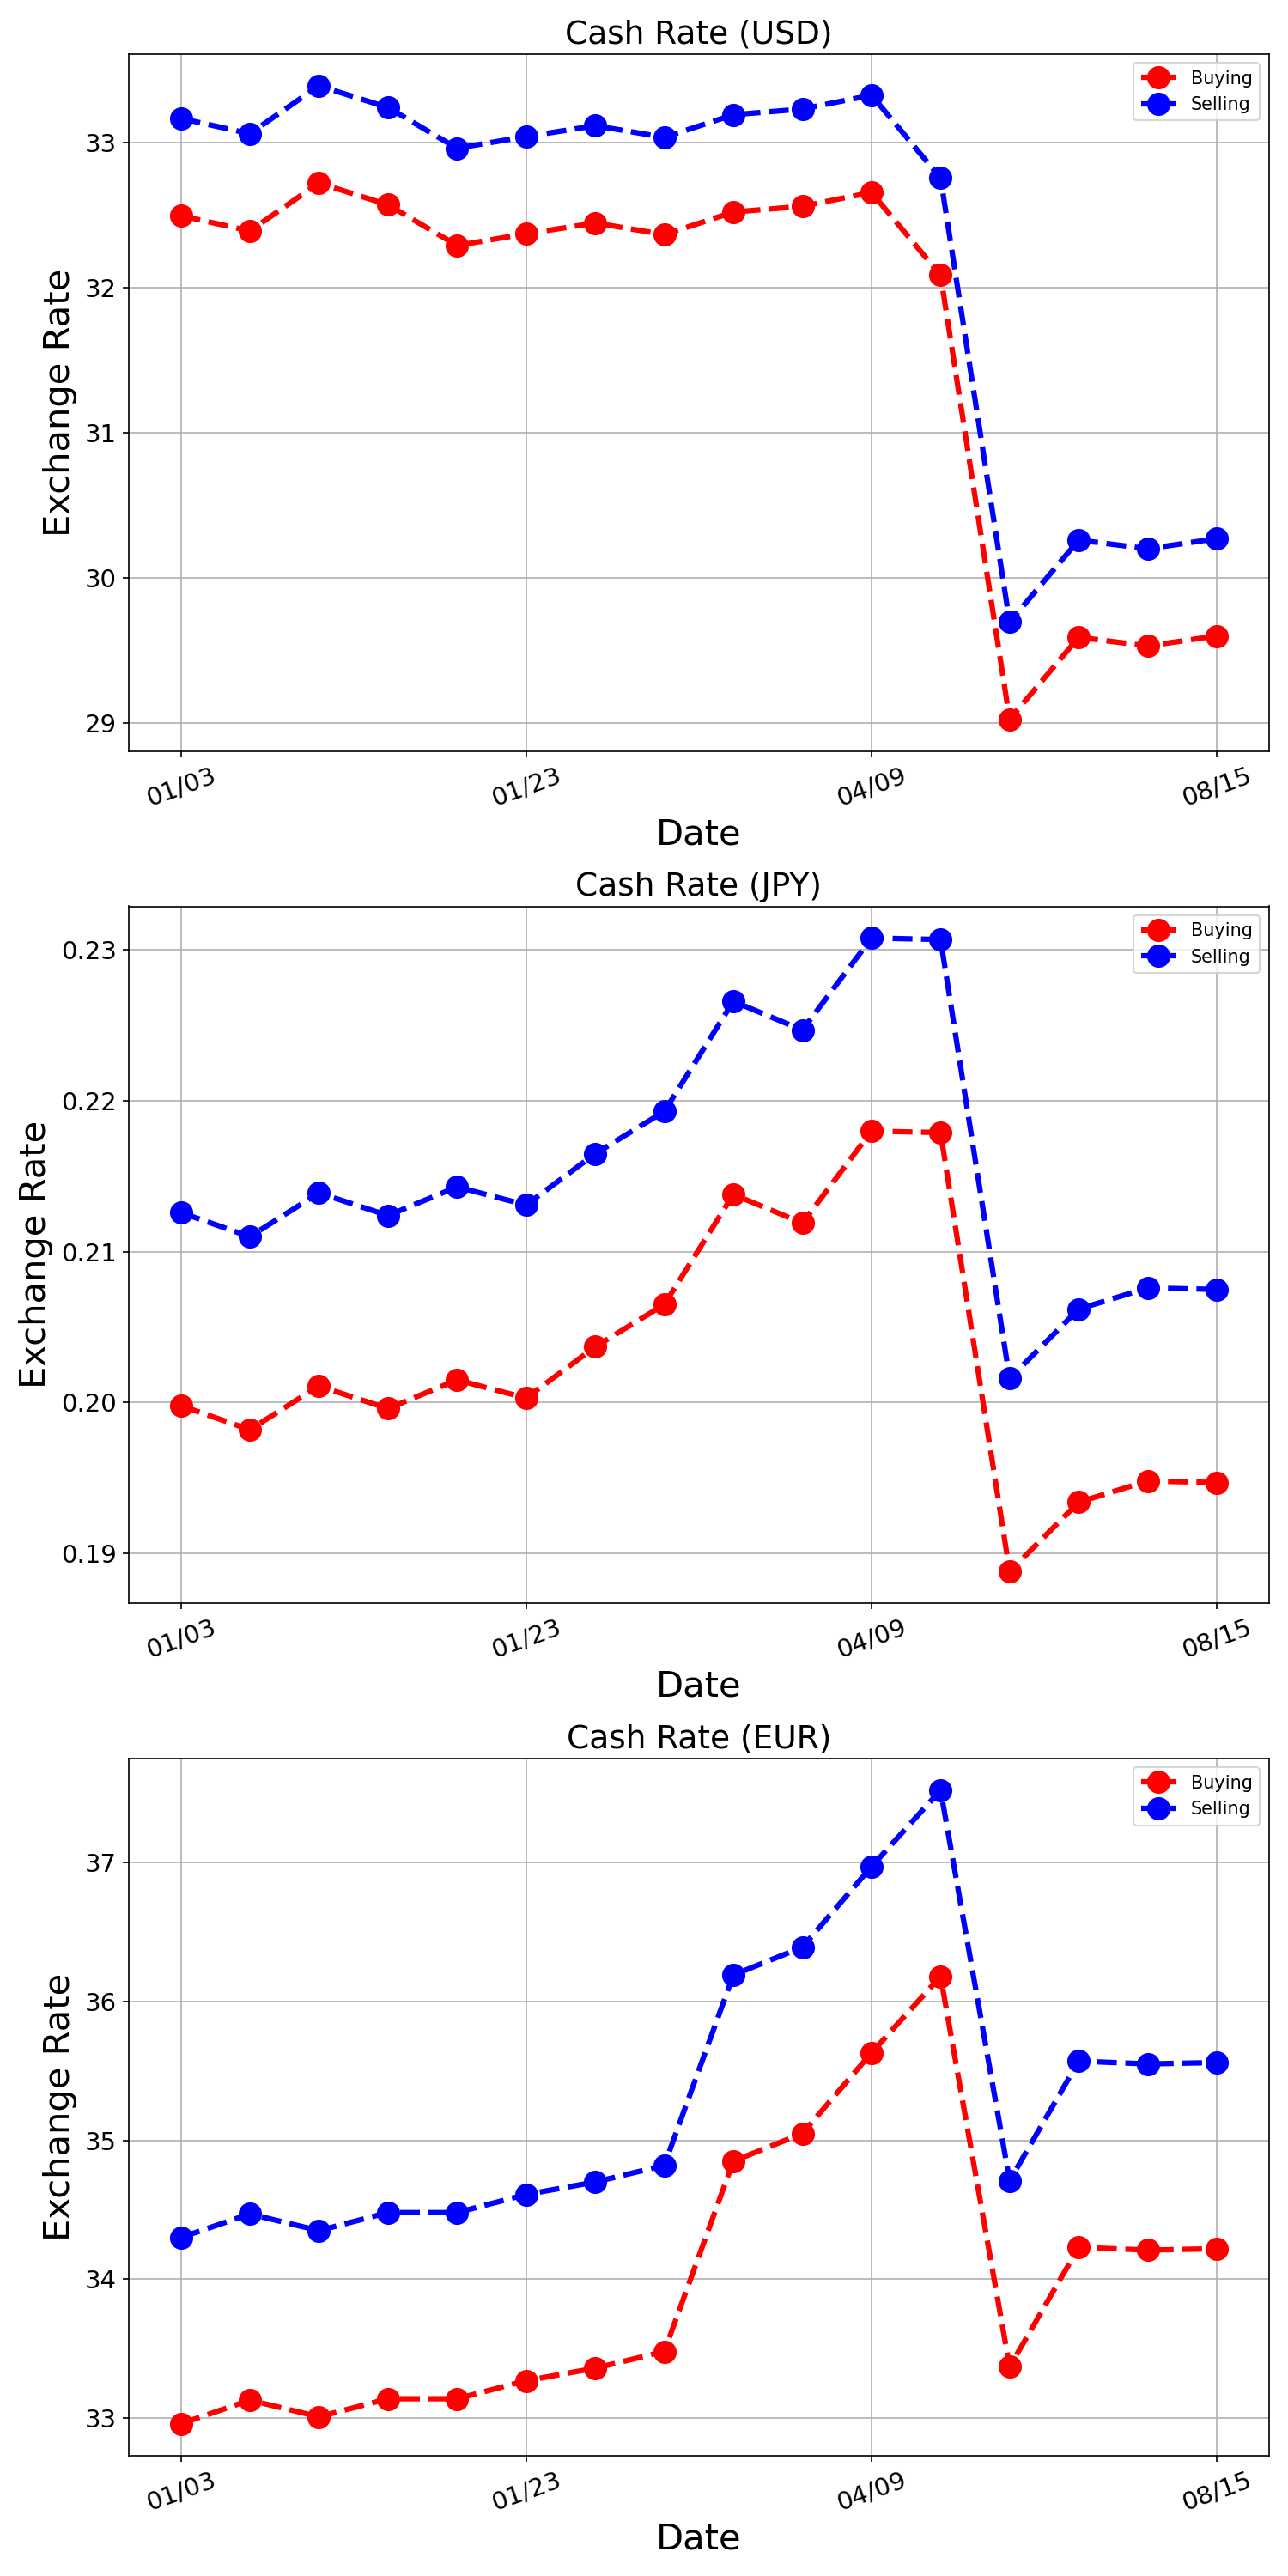 Cash Rate (USD)
Buying
Selling
Exchange Rate
33
32
31
30
29
01/03
01/23
04/09
08/15
Date
Cash Rate (JPY)
Buying
Selling
Exchange Rate
0.23
0.22
0.21
0.20
0.19
01/03
01/23
04/09
08/15
Date
Cash Rate (EUR)
Buying
Selling
Exchange Rate
37
36
35
34
33
01/03
01/23
04/09
08/15
Date